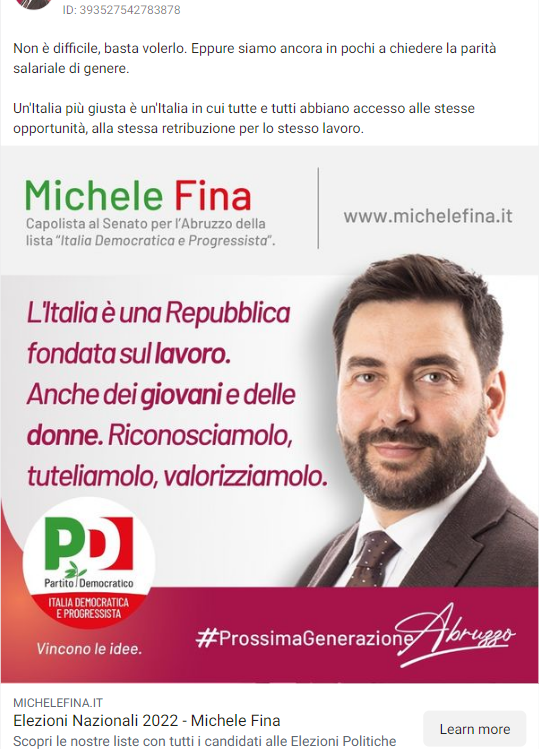 ID: 393527542783878
Non è difficile, basta volerlo. Eppure siamo ancora in pochi a chiedere la parità
salariale di genere.
Un'Italia più giusta è un'Italia in cui tutte e tutti abbiano accesso alle stesse
opportunità, alla stessa retribuzione per lo stesso lavoro.
Michele Fina
Capolista al Senato per l'Abruzzo della
lista "Italia Democratica e Progressista".
www.michelefina.it
L'Italia è una Repubblica
fondata sul lavoro.
Anche dei giovani e delle
donne. Riconosciamolo,
tuteliamolo, valorizziamolo.
PD
Partito Democratico
ITALIA DEMOCRATICA
E PROGRESSISTA
Vincono le idee.
#ProssimaGenerazione Abruzzo
MICHELEFINA.IT
Elezioni Nazionali 2022 - Michele Fina
Scopri le nostre liste con tutti i candidati alle Elezioni Politiche
Learn more